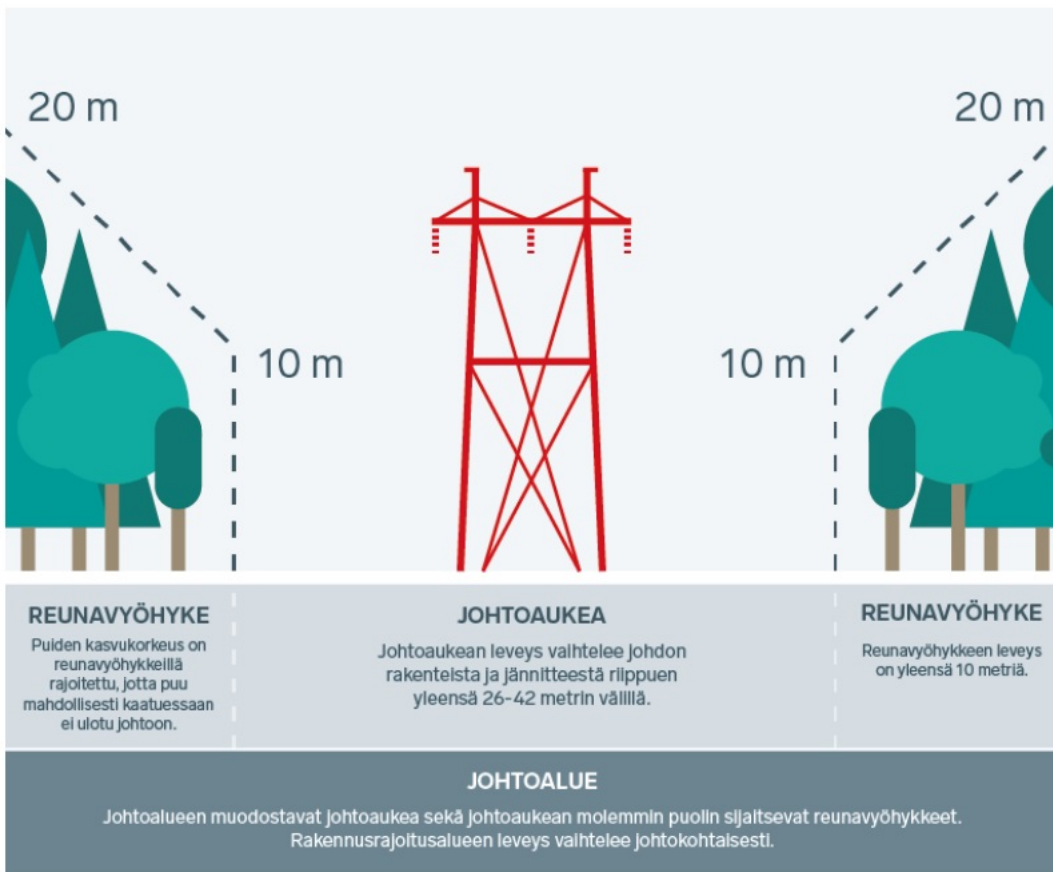 20 m
20 m
10 m
10 m
REUNAVYÖHYKE
Puiden kasvukorkeus on
reunavyöhykkeillä
rajoitettu, jotta puu
mahdollisesti kaatuessaan
ei ulotu johtoon.
JOHTOAUKEA
Johtoaukean leveys vaihtelee johdon
rakenteista ja jännitteestä riippuen
yleensä 26-42 metrin välillä.
REUNAVYÖHYKE
Reunavyöhykkeen leveys
on yleensä 10 metriä.
JOHTOALUE
Johtoalueen muodostavat johtoaukea sekä johtoaukean molemmin puolin sijaitsevat reunavyöhykkeet.
Rakennusrajoitusalueen leveys vaihtelee johtokohtaisesti.